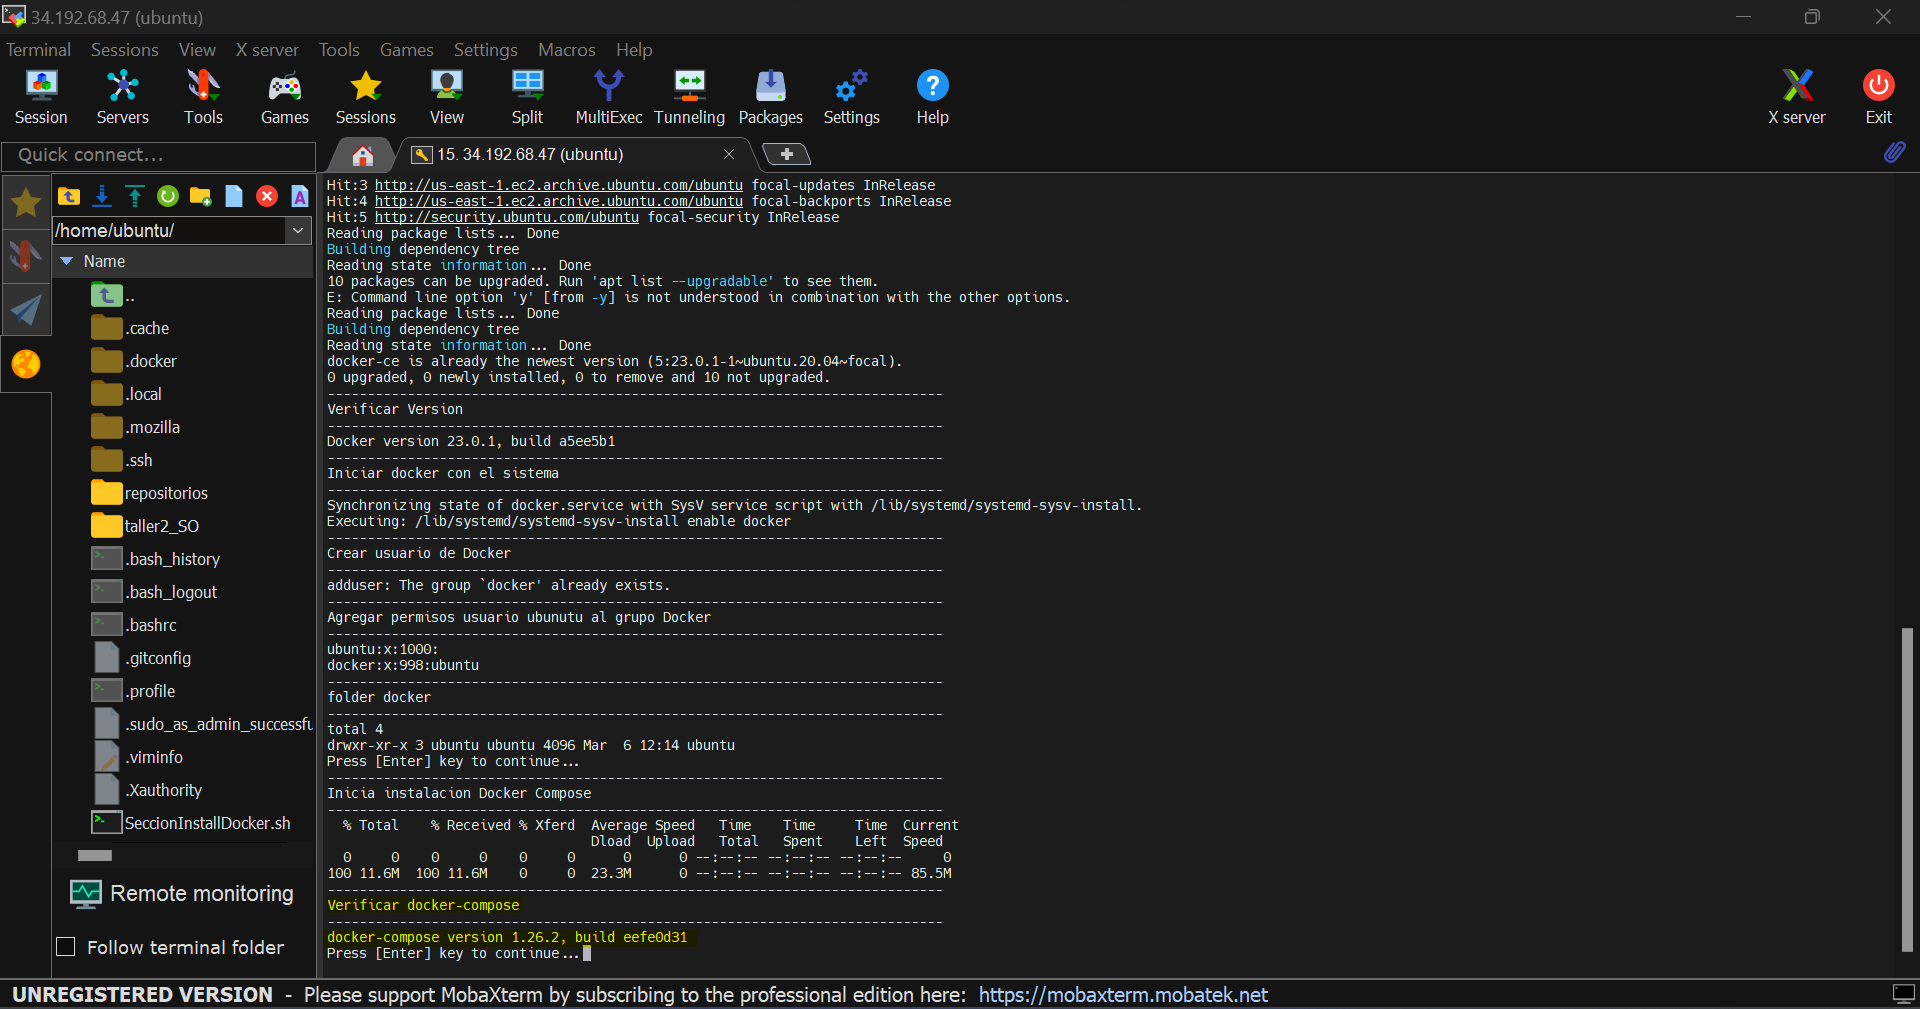 34.192.68.47 (ubuntu)
Terminal Sessions View X server Tools Games Settings Macros Help
Session Servers Tools Games Sessions View Split MultiExec Tunneling Packages Settings Help X server Exit
Quick connect...
15. 34.192.68.47 (ubuntu)
/home/ubuntu/
Name
..
.cache
.docker
.local
.mozilla
.ssh
repositorios
taller2_SO
.bash_history
.bash_logout
.bashrc
.gitconfig
.profile
.sudo_as_admin_successfu
.viminfo
.Xauthority
SeccionInstallDocker.sh
Remote monitoring
Follow terminal folder
Hit:3 http://us-east-1.ec2.archive.ubuntu.com/ubuntu focal-updates InRelease
Hit:4 http://us-east-1.ec2.archive.ubuntu.com/ubuntu focal-backports InRelease
Hit:5 http://security.ubuntu.com/ubuntu focal-security InRelease
Reading package lists... Done
Building dependency tree
Reading state information... Done
10 packages can be upgraded. Run 'apt list --upgradable' to see them.
E: Command line option 'y' [from -y] is not understood in combination with the other options.
Reading package lists... Done
Building dependency tree
Reading state information... Done
docker-ce is already the newest version (5:23.0.1-1~ubuntu.20.04~focal).
0 upgraded, 0 newly installed, 0 to remove and 10 not upgraded.
-----------------------------------------------------------------------------
Verificar Version
-----------------------------------------------------------------------------
Docker version 23.0.1, build a5ee5b1
-----------------------------------------------------------------------------
Iniciar docker con el sistema
-----------------------------------------------------------------------------
Synchronizing state of docker.service with SysV service script with /lib/systemd/systemd-sysv-install.
Executing: /lib/systemd/systemd-sysv-install enable docker
-----------------------------------------------------------------------------
Crear usuario de Docker
-----------------------------------------------------------------------------
adduser: The group `docker' already exists.
-----------------------------------------------------------------------------
Agregar permisos usuario ubunutu al grupo Docker
-----------------------------------------------------------------------------
ubuntu:x:1000:
docker:x:998:ubuntu
-----------------------------------------------------------------------------
folder docker
-----------------------------------------------------------------------------
total 4
drwxr-xr-x 3 ubuntu ubuntu 4096 Mar  6 12:14 ubuntu
Press [Enter] key to continue...
-----------------------------------------------------------------------------
Inicia instalacion Docker Compose
-----------------------------------------------------------------------------
% Total % Received % Xferd Average Speed Time Time Time Current
Dload Upload Total Spent Left Speed
0 0 0 0 0 0 0 0 --:--:-- --:--:-- --:--:-- 0
100 11.6M 100 11.6M 0 0 23.3M 0 --:--:-- --:--:-- --:--:-- 85.5M
-----------------------------------------------------------------------------
Verificar docker-compose
-----------------------------------------------------------------------------
docker-compose version 1.26.2, build eefe0d31
Press [Enter] key to continue...
UNREGISTERED VERSION - Please support MobaXterm by subscribing to the professional edition here: https://mobaxterm.mobatek.net